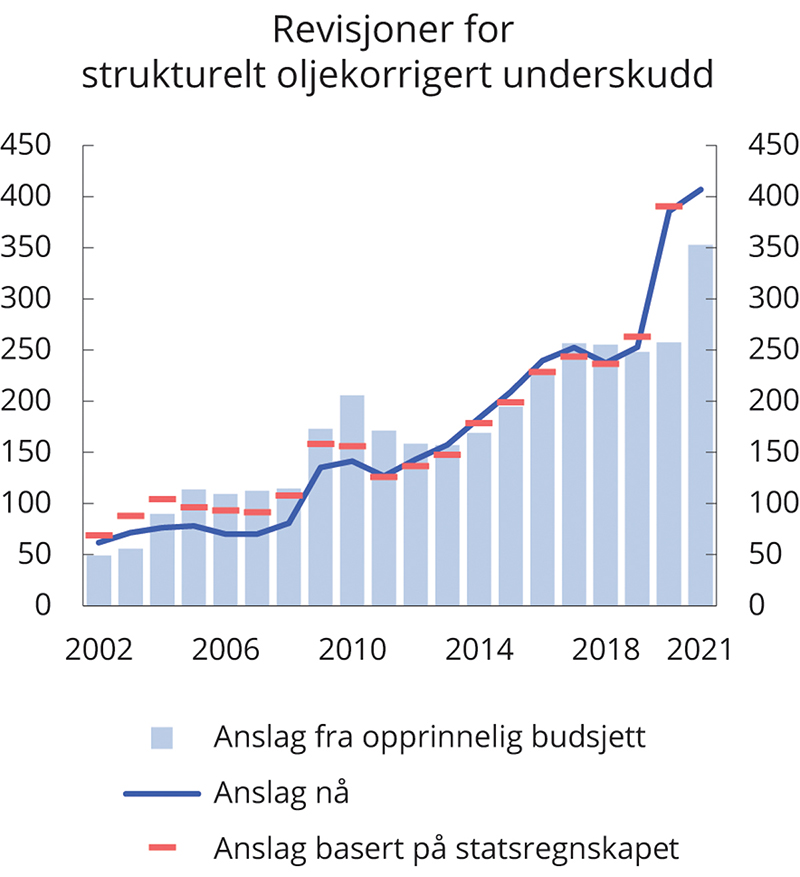 Revisjoner for
strukturelt oljekorrigert underskudd
450 450
400 400
350 350
300 300
250 250
200 200
150 150
100 100
50 50
0 0
2002 2006 2010 2014 2018 2021
Anslag fra opprinnelig budsjett
Anslag nå
Anslag basert på statsregnskapet